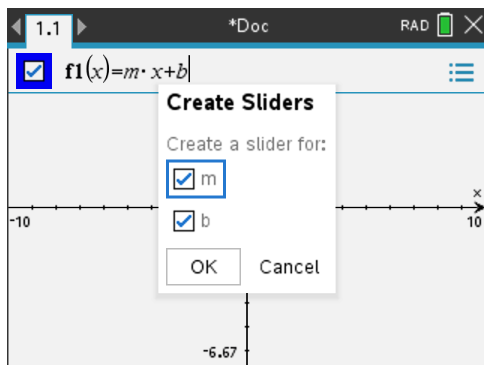 1.1 *Doc RAD
f1(x)=m·x+b
Create Sliders
Create a slider for:
m
b
OK Cancel
x
-10 10
-6.67